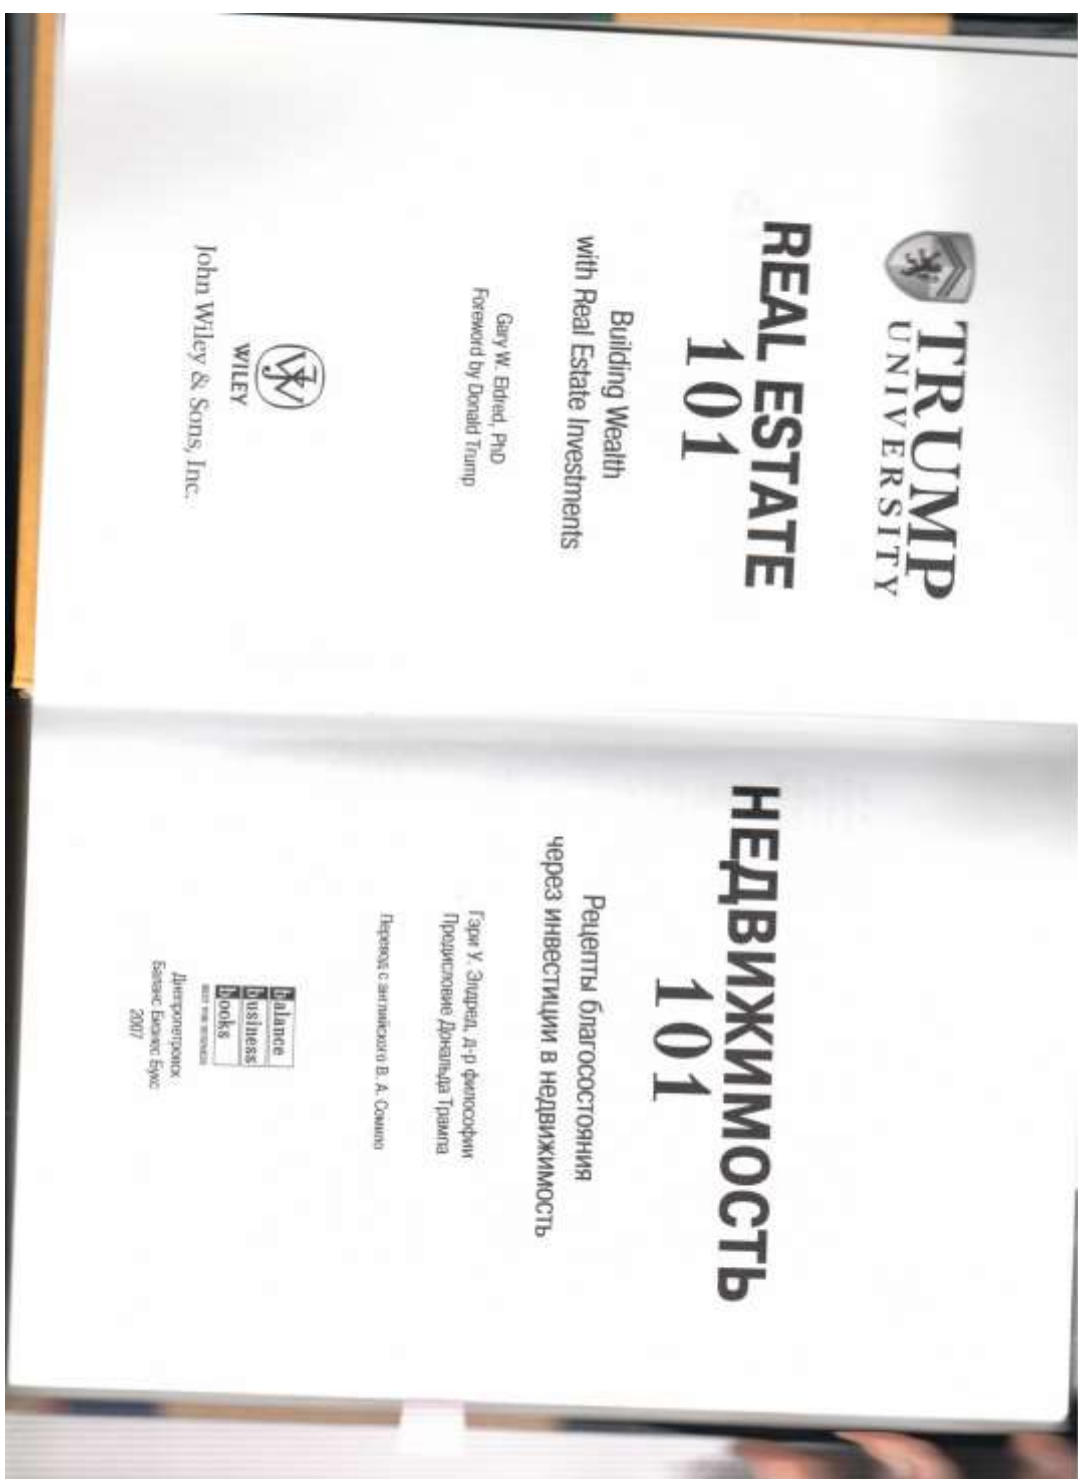 TRUMP
UNIVERSITY
REAL ESTATE
101
Building Wealth
with Real Estate Investments
Gary W. Eldred, PhD
Foreword by Donald Trump
WILEY
John Wiley & Sons, Inc.
НЕДВИЖИМОСТЬ
101
Рецепты благосостояния
через инвестиции в недвижимость
Гэри У. Элдред, д-р философии
Предисловие Дональда Трампа
Перевод с английского В. А. Сомило
balance
business
books
Днепропетровск
Баланс Бизнес Букс
2007